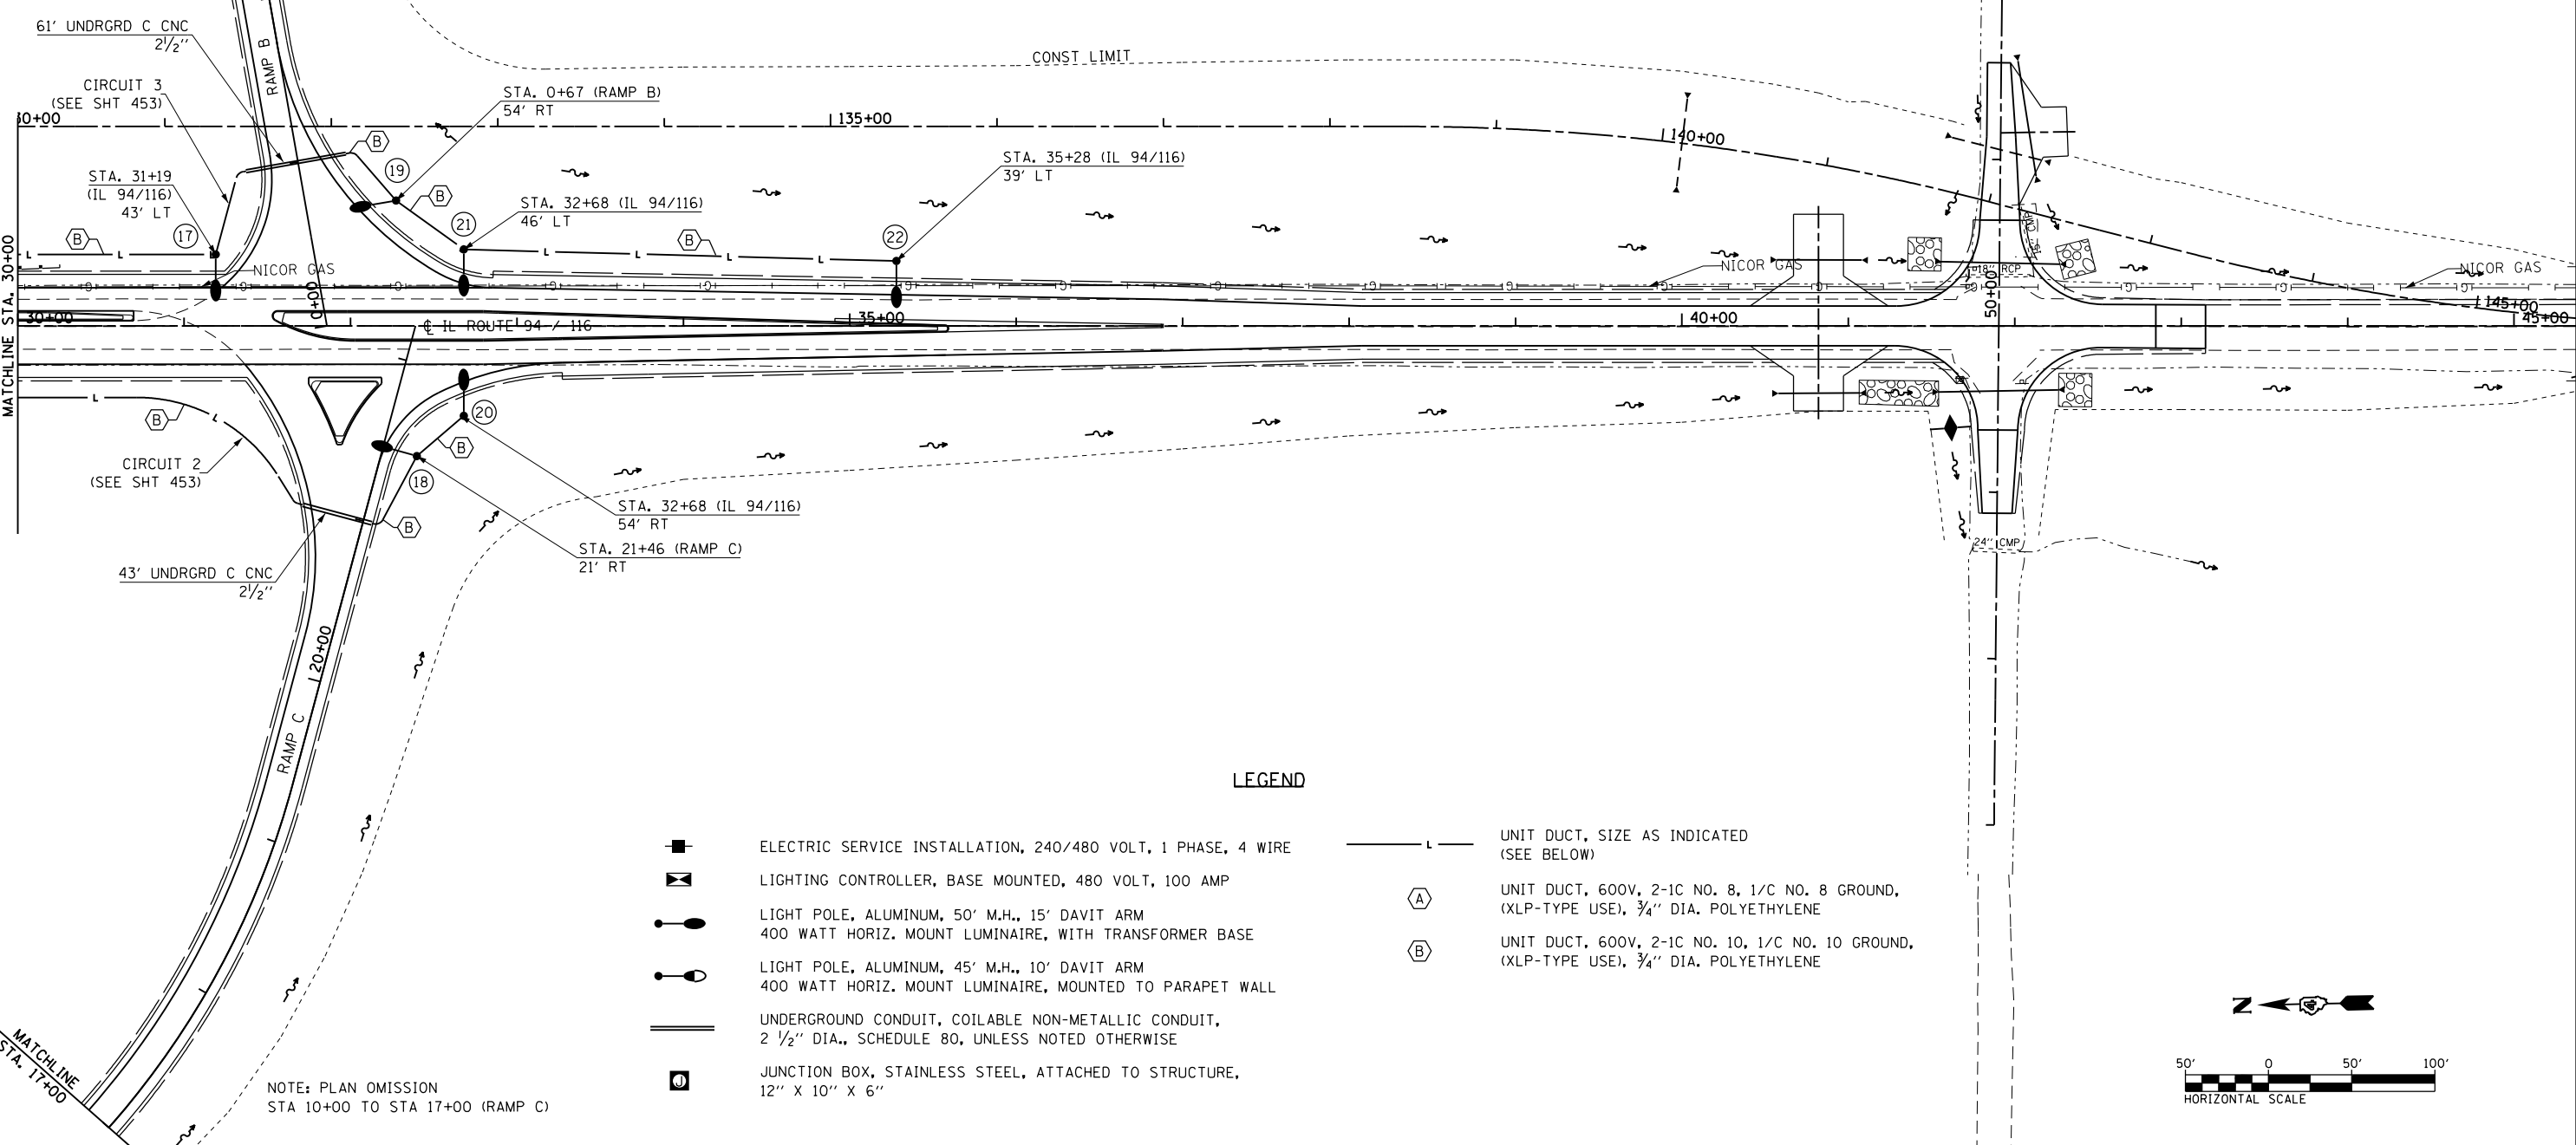 61' UNDRGRD C CNC
2½''
CIRCUIT 3
(SEE SHT 453)
RAMP B
STA. 0+67 (RAMP B)
54' RT
CONST LIMIT
135+00
140+00
145+00
B
19
B
STA. 31+19
(IL 94/116)
43' LT
17
B
21
STA. 32+68 (IL 94/116)
46' LT
B
22
STA. 35+28 (IL 94/116)
39' LT
L
L
L
L
L
NICOR GAS
NICOR GAS
NICOR GAS
18'' RCP
MATCHLINE STA. 30+00
30+00
0+00
℄ IL ROUTE 94 / 116
35+00
40+00
50+00
45+00
L
B
L
20
B
18
B
CIRCUIT 2
(SEE SHT 453)
STA. 32+68 (IL 94/116)
54' RT
STA. 21+46 (RAMP C)
21' RT
43' UNDRGRD C CNC
2½''
24'' CMP
20+00
RAMP C
MATCHLINE
STA. 17+00
NOTE: PLAN OMISSION
STA 10+00 TO STA 17+00 (RAMP C)
LEGEND
ELECTRIC SERVICE INSTALLATION, 240/480 VOLT, 1 PHASE, 4 WIRE
LIGHTING CONTROLLER, BASE MOUNTED, 480 VOLT, 100 AMP
LIGHT POLE, ALUMINUM, 50' M.H., 15' DAVIT ARM
400 WATT HORIZ. MOUNT LUMINAIRE, WITH TRANSFORMER BASE
LIGHT POLE, ALUMINUM, 45' M.H., 10' DAVIT ARM
400 WATT HORIZ. MOUNT LUMINAIRE, MOUNTED TO PARAPET WALL
UNDERGROUND CONDUIT, COILABLE NON-METALLIC CONDUIT,
2 ½'' DIA., SCHEDULE 80, UNLESS NOTED OTHERWISE
J
JUNCTION BOX, STAINLESS STEEL, ATTACHED TO STRUCTURE,
12'' X 10'' X 6''
L
UNIT DUCT, SIZE AS INDICATED
(SEE BELOW)
A
UNIT DUCT, 600V, 2-1C NO. 8, 1/C NO. 8 GROUND,
(XLP-TYPE USE), ¾'' DIA. POLYETHYLENE
B
UNIT DUCT, 600V, 2-1C NO. 10, 1/C NO. 10 GROUND,
(XLP-TYPE USE), ¾'' DIA. POLYETHYLENE
N
50' 0 50' 100'
HORIZONTAL SCALE